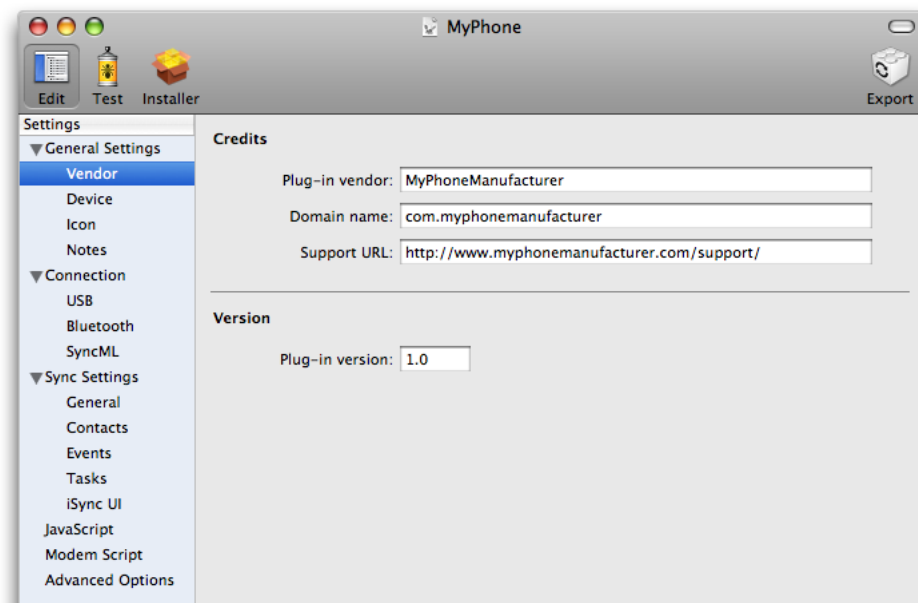 MyPhone
Edit Test Installer Export
Settings
General Settings
Vendor
Device
Icon
Notes
Connection
USB
Bluetooth
SyncML
Sync Settings
General
Contacts
Events
Tasks
iSync UI
JavaScript
Modem Script
Advanced Options
Credits
Plug-in vendor: MyPhoneManufacturer
Domain name: com.myphonemanufacturer
Support URL: http://www.myphonemanufacturer.com/support/
Version
Plug-in version: 1.0